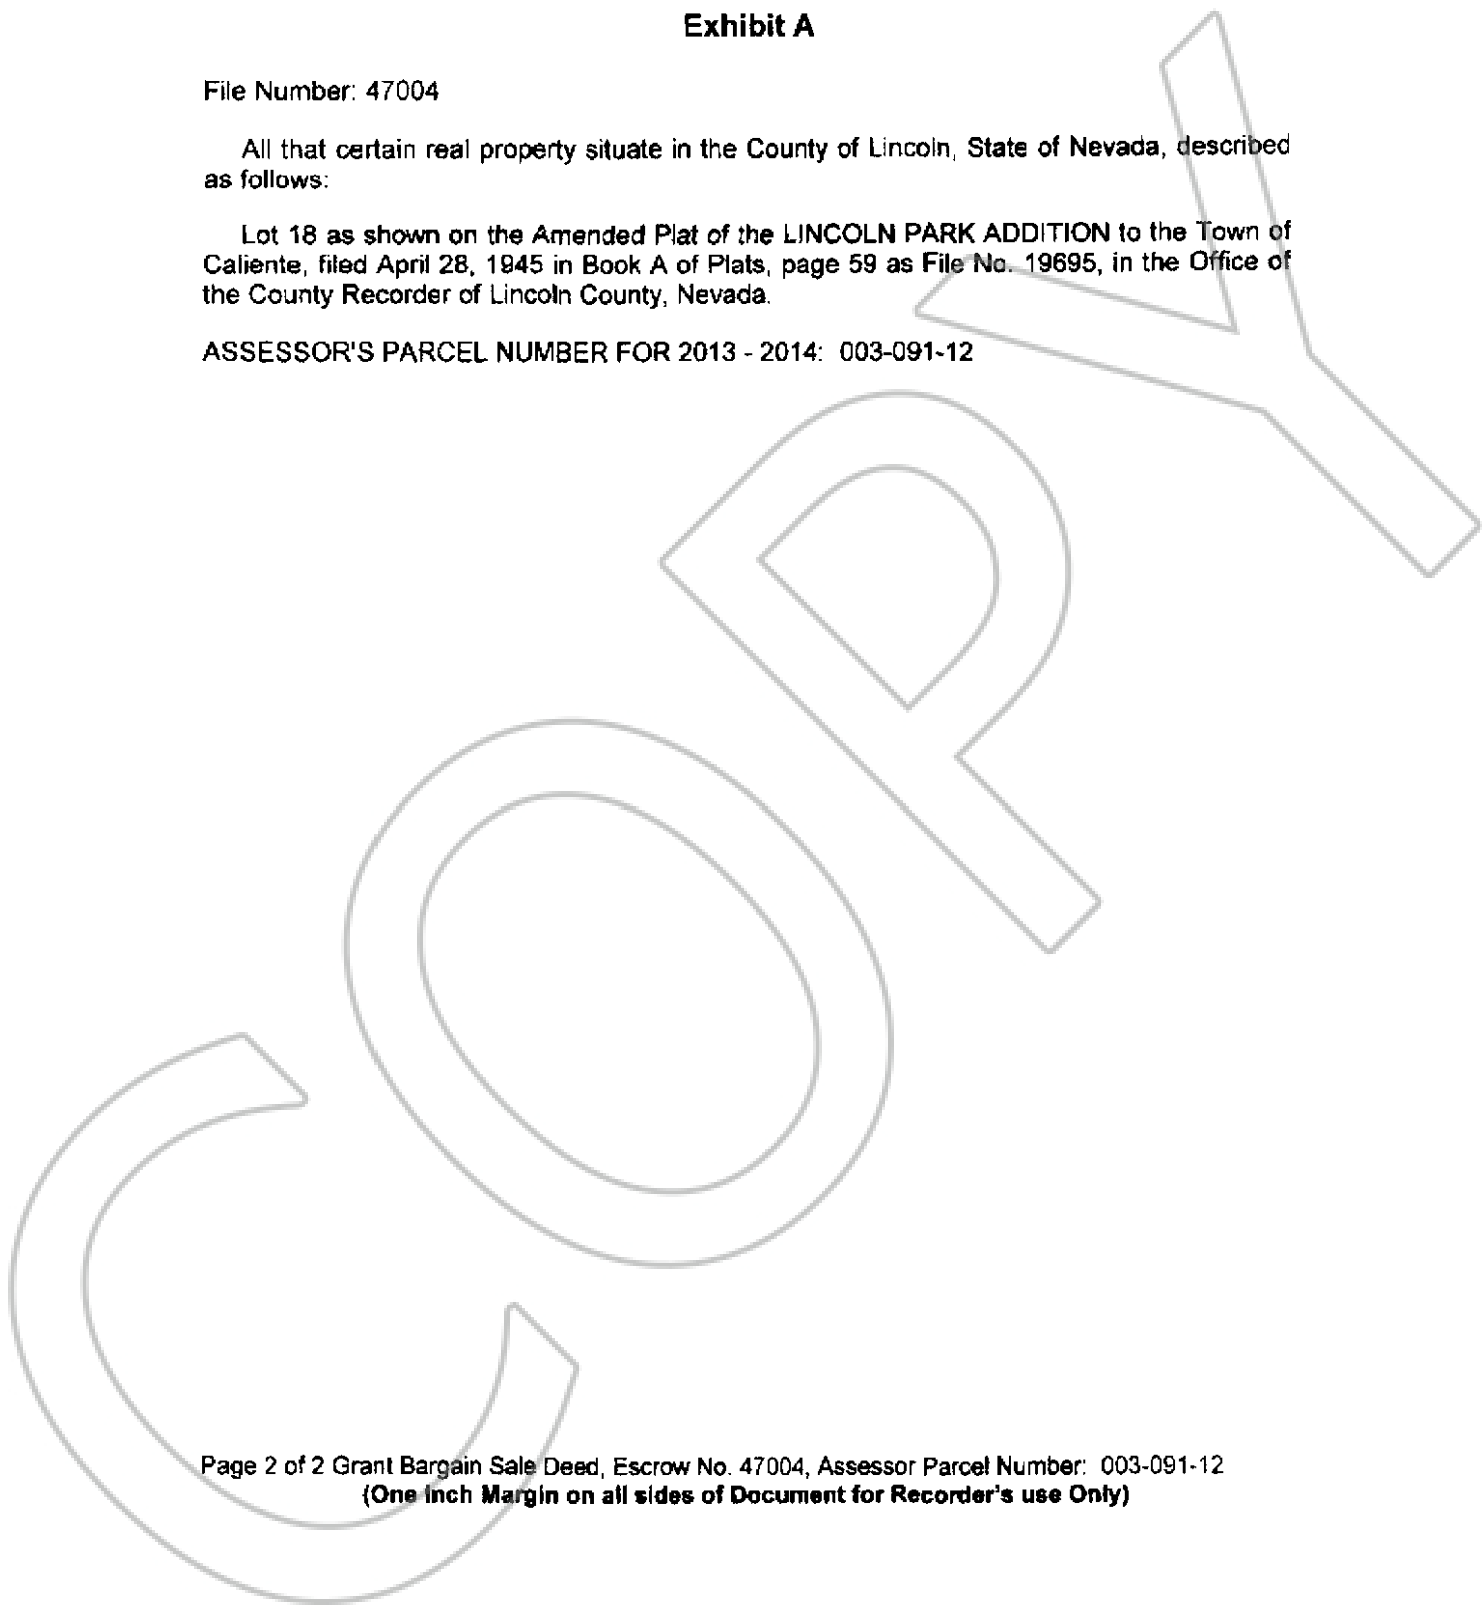 Exhibit A
File Number: 47004
All that certain real property situate in the County of Lincoln, State of Nevada, described
as follows:
Lot 18 as shown on the Amended Plat of the LINCOLN PARK ADDITION to the Town of
Caliente, filed April 28, 1945 in Book A of Plats, page 59 as File No. 19695, in the Office of
the County Recorder of Lincoln County, Nevada.
ASSESSOR'S PARCEL NUMBER FOR 2013 - 2014: 003-091-12
COPY
Page 2 of 2 Grant Bargain Sale Deed, Escrow No. 47004, Assessor Parcel Number: 003-091-12
(One Inch Margin on all sides of Document for Recorder's use Only)